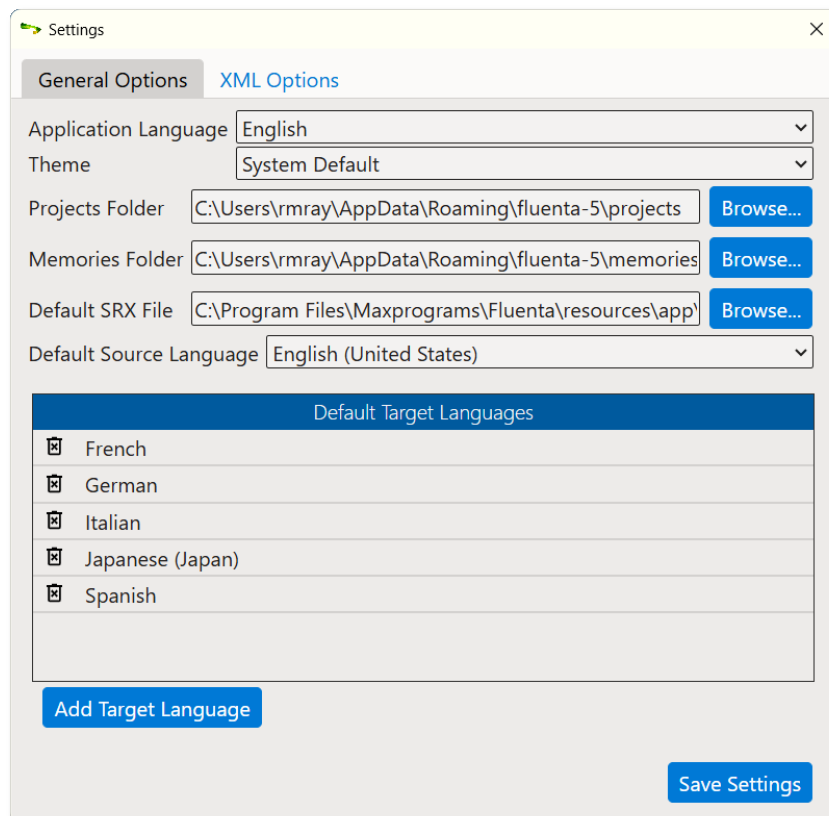 Settings
General Options XML Options
Application Language English
Theme System Default
Projects Folder C:\Users\rmray\AppData\Roaming\fluenta-5\projects Browse...
Memories Folder C:\Users\rmray\AppData\Roaming\fluenta-5\memories Browse...
Default SRX File C:\Program Files\Maxprograms\Fluenta\resources\app\ Browse...
Default Source Language English (United States)
Default Target Languages
French
German
Italian
Japanese (Japan)
Spanish
Add Target Language
Save Settings